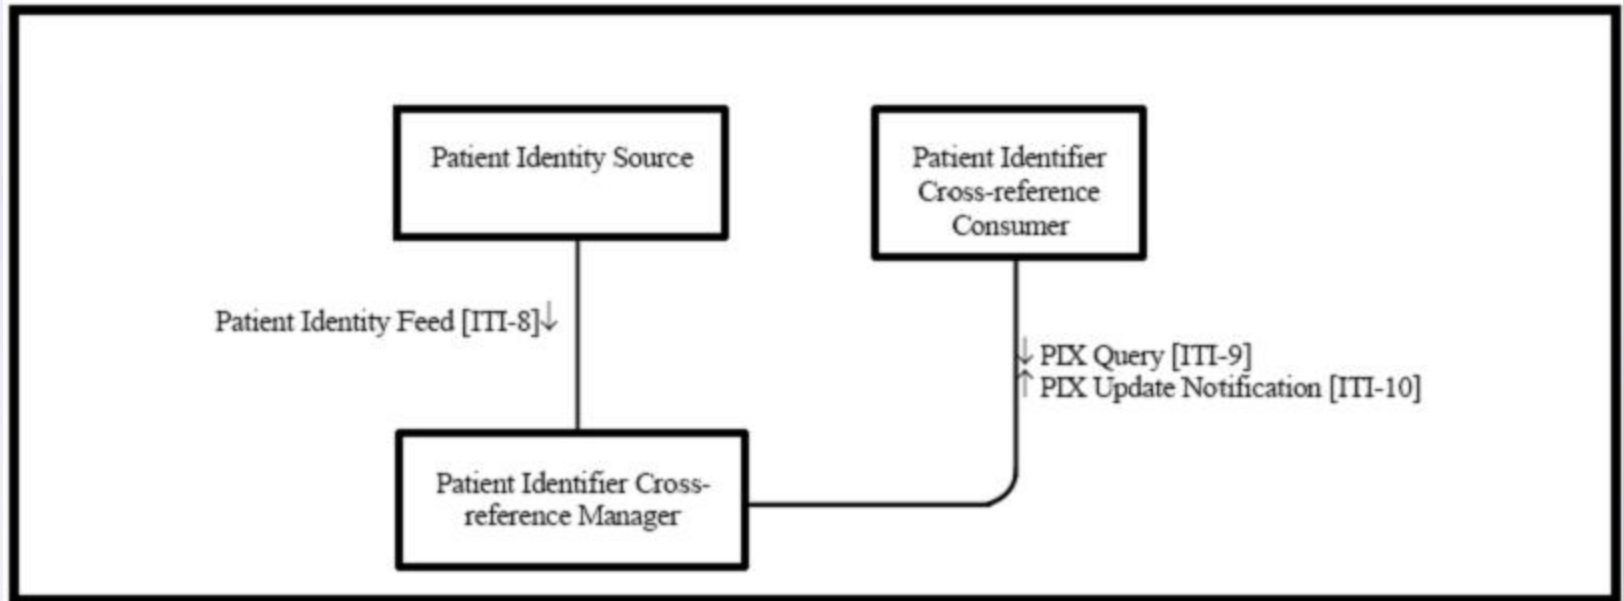 Patient Identity Source
Patient Identifier
Cross-reference
Consumer
Patient Identity Feed [ITI-8]↓
↓ PIX Query [ITI-9]
↑ PIX Update Notification [ITI-10]
Patient Identifier Cross-
reference Manager